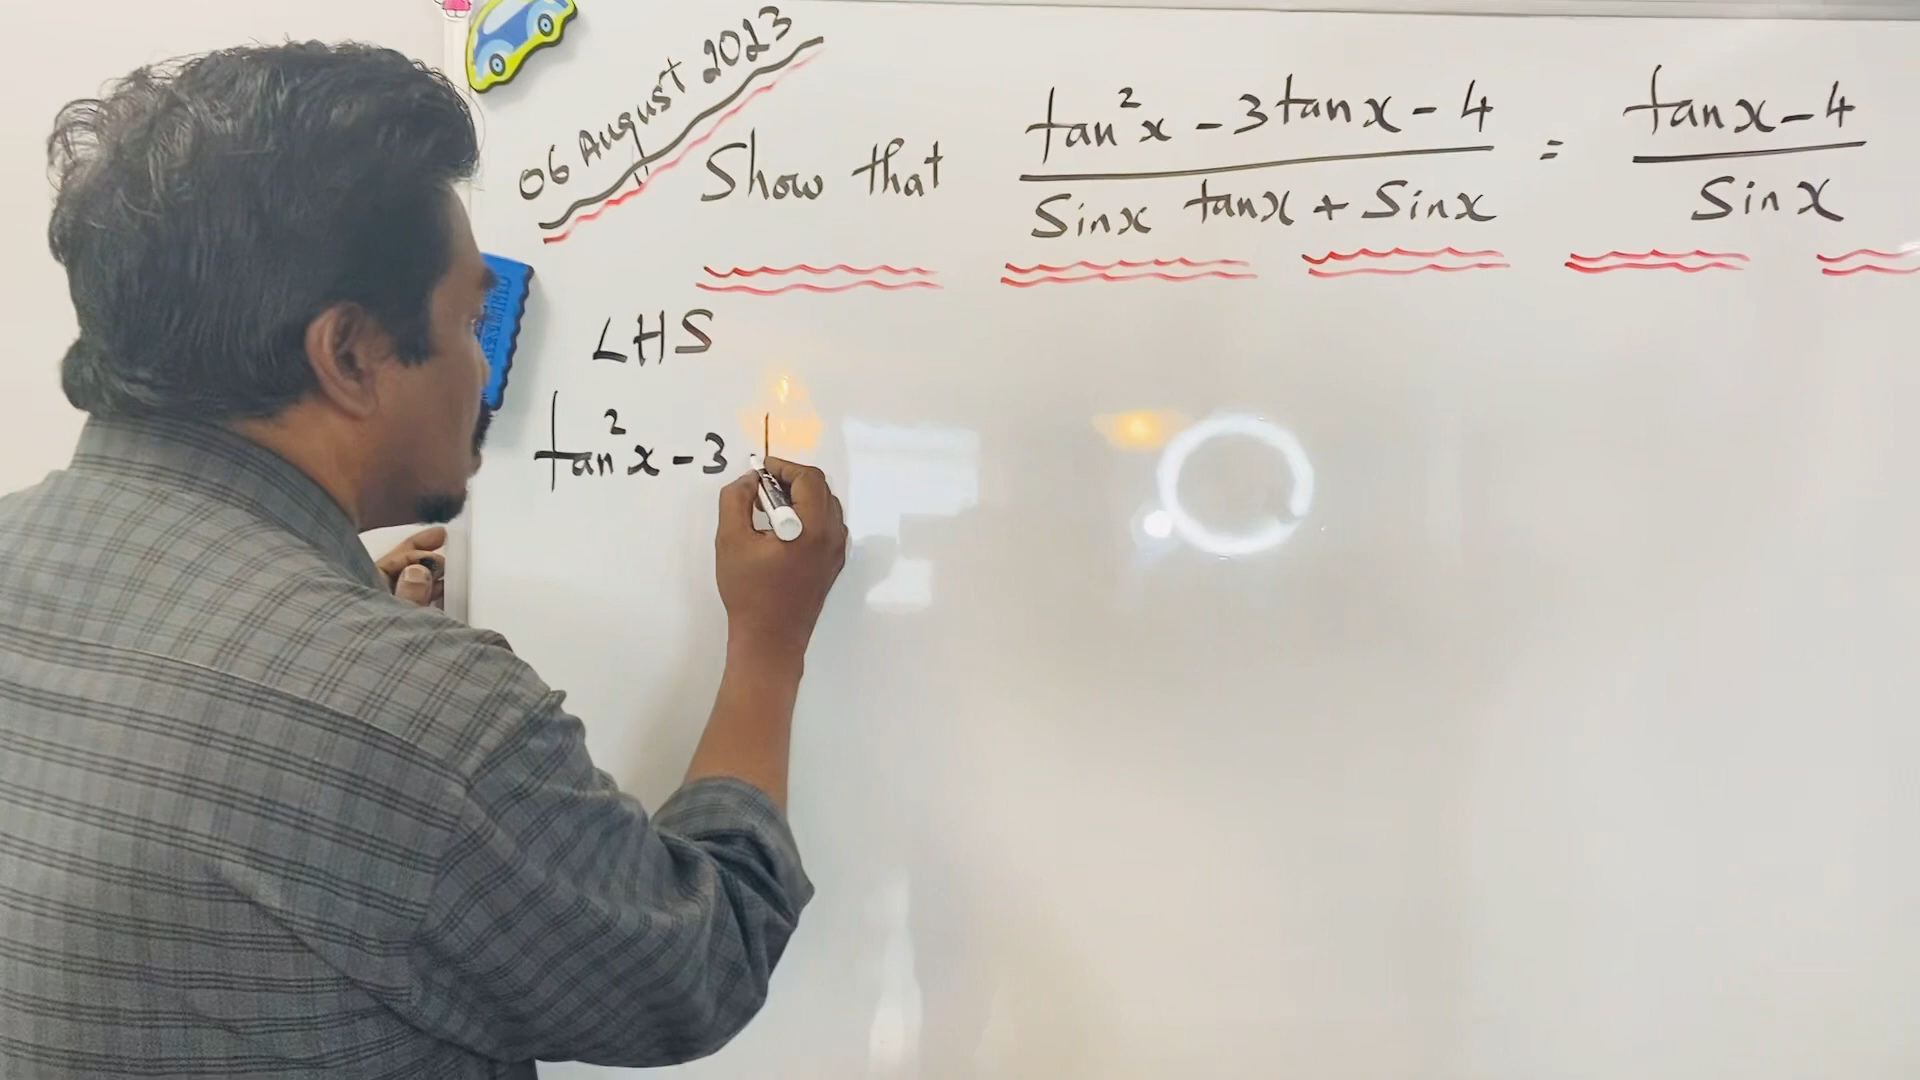 06 August 2023
Show that (tan²x - 3tanx - 4)/(Sinx tanx + Sinx) = (tanx - 4)/(Sinx)
LHS
tan²x - 3